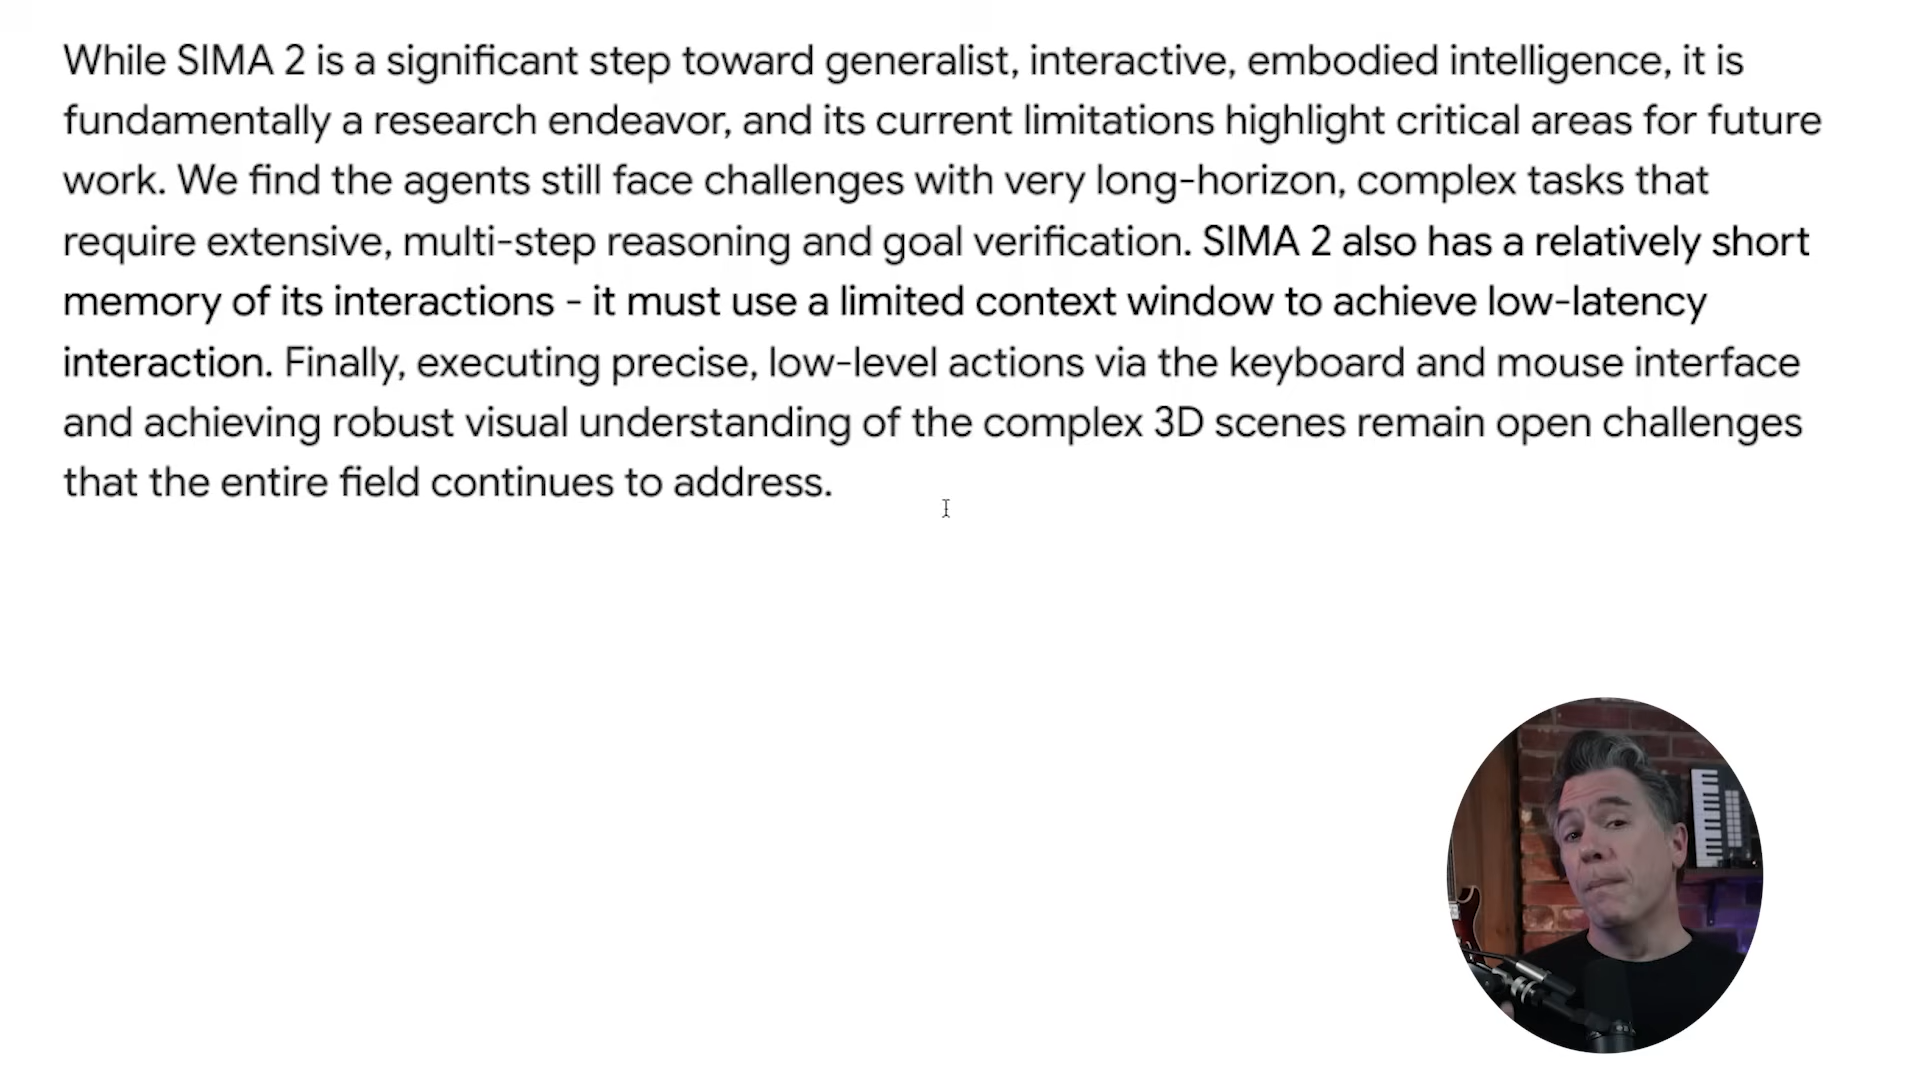 While SIMA 2 is a significant step toward generalist, interactive, embodied intelligence, it is
fundamentally a research endeavor, and its current limitations highlight critical areas for future
work. We find the agents still face challenges with very long-horizon, complex tasks that
require extensive, multi-step reasoning and goal verification. SIMA 2 also has a relatively short
memory of its interactions - it must use a limited context window to achieve low-latency
interaction. Finally, executing precise, low-level actions via the keyboard and mouse interface
and achieving robust visual understanding of the complex 3D scenes remain open challenges
that the entire field continues to address.